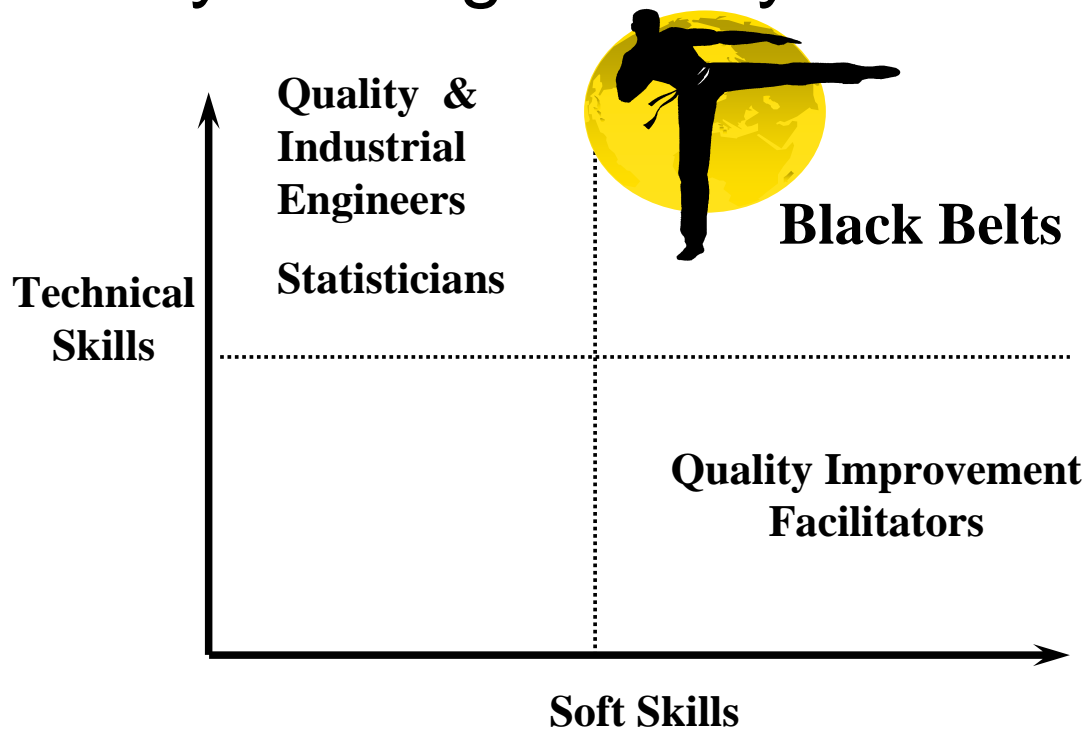 Quality &
Industrial
Engineers
Statisticians
Black Belts
Technical
Skills
Quality Improvement
Facilitators
Soft Skills